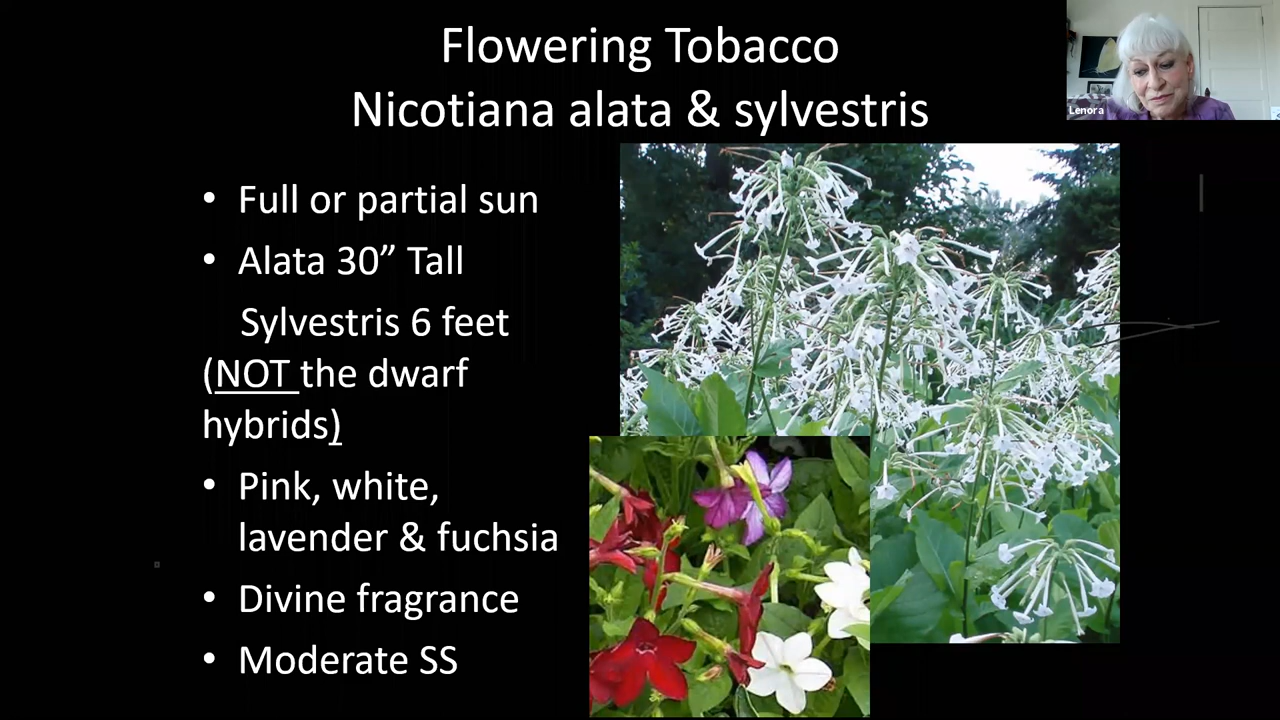 Flowering Tobacco
Nicotiana alata & sylvestris
Lenora
• Full or partial sun
• Alata 30” Tall
Sylvestris 6 feet
(NOT the dwarf
hybrids)
• Pink, white,
lavender & fuchsia
• Divine fragrance
• Moderate SS